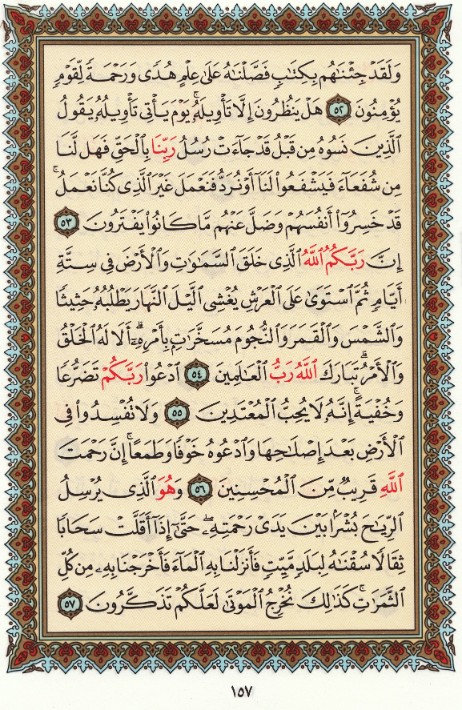 وَلَقَدْ جِئْنَٰهُم بِكِتَٰبٍ فَصَّلْنَٰهُ عَلَىٰ عِلْمٍ هُدًى وَرَحْمَةً لِّقَوْمٍ
يُؤْمِنُونَ ٥٢ هَلْ يَنظُرُونَ إِلَّا تَأْوِيلَهُۥ ۚ يَوْمَ يَأْتِى تَأْوِيلُهُۥ يَقُولُ
ٱلَّذِينَ نَسُوهُ مِن قَبْلُ قَدْ جَآءَتْ رُسُلُ رَبِّنَا بِٱلْحَقِّ فَهَل لَّنَا
مِن شُفَعَآءَ فَيَشْفَعُوا۟ لَنَآ أَوْ نُرَدُّ فَنَعْمَلَ غَيْرَ ٱلَّذِى كُنَّا نَعْمَلُ ۚ
قَدْ خَسِرُوٓا۟ أَنفُسَهُمْ وَضَلَّ عَنْهُم مَّا كَانُوا۟ يَفْتَرُونَ ٥٣
إِنَّ رَبَّكُمُ ٱللَّهُ ٱلَّذِى خَلَقَ ٱلسَّمَٰوَٰتِ وَٱلْأَرْضَ فِى سِتَّةِ
أَيَّامٍ ثُمَّ ٱسْتَوَىٰ عَلَى ٱلْعَرْشِ يُغْشِى ٱلَّيْلَ ٱلنَّهَارَ يَطْلُبُهُۥ حَثِيثًا
وَٱلشَّمْسَ وَٱلْقَمَرَ وَٱلنُّجُومَ مُسَخَّرَٰتٍۭ بِأَمْرِهِۦٓ ۗ أَلَا لَهُ ٱلْخَلْقُ
وَٱلْأَمْرُ ۗ تَبَارَكَ ٱللَّهُ رَبُّ ٱلْعَٰلَمِينَ ٥٤ ٱدْعُوا۟ رَبَّكُمْ تَضَرُّعًا
وَخُفْيَةً ۚ إِنَّهُۥ لَا يُحِبُّ ٱلْمُعْتَدِينَ ٥٥ وَلَا تُفْسِدُوا۟ فِى
ٱلْأَرْضِ بَعْدَ إِصْلَٰحِهَا وَٱدْعُوهُ خَوْفًا وَطَمَعًا ۚ إِنَّ رَحْمَتَ
ٱللَّهِ قَرِيبٌ مِّنَ ٱلْمُحْسِنِينَ ٥٦ وَهُوَ ٱلَّذِى يُرْسِلُ
ٱلرِّيَٰحَ بُشْرًۢا بَيْنَ يَدَىْ رَحْمَتِهِۦ ۖ حَتَّىٰٓ إِذَآ أَقَلَّتْ سَحَابًا
ثِقَالًا سُقْنَٰهُ لِبَلَدٍ مَّيِّتٍ فَأَنزَلْنَا بِهِ ٱلْمَآءَ فَأَخْرَجْنَا بِهِۦ مِن كُلِّ
ٱلثَّمَرَٰتِ ۚ كَذَٰلِكَ نُخْرِجُ ٱلْمَوْتَىٰ لَعَلَّكُمْ تَذَكَّرُونَ ٥٧
١٥٧